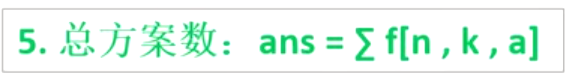 5. 总方案数：ans = ∑ f[n , k , a]